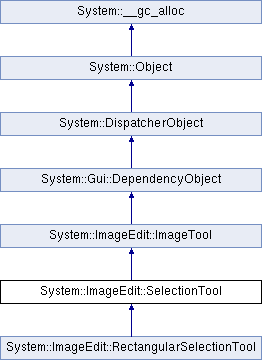 System::__gc_alloc
System::Object
System::DispatcherObject
System::Gui::DependencyObject
System::ImageEdit::ImageTool
System::ImageEdit::SelectionTool
System::ImageEdit::RectangularSelectionTool